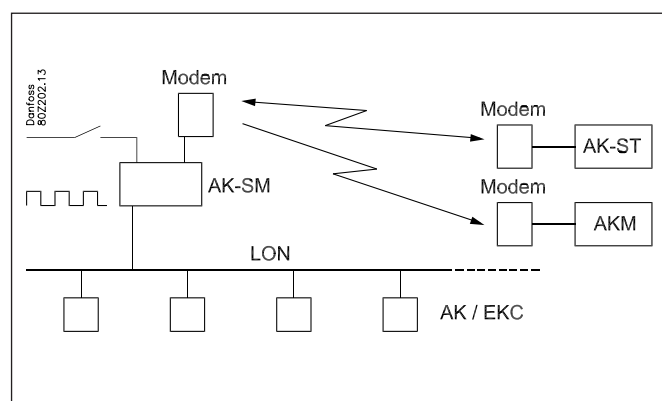 Danfoss
80Z202.13
Modem
Modem
AK-ST
AK-SM
Modem
AKM
LON
AK / EKC